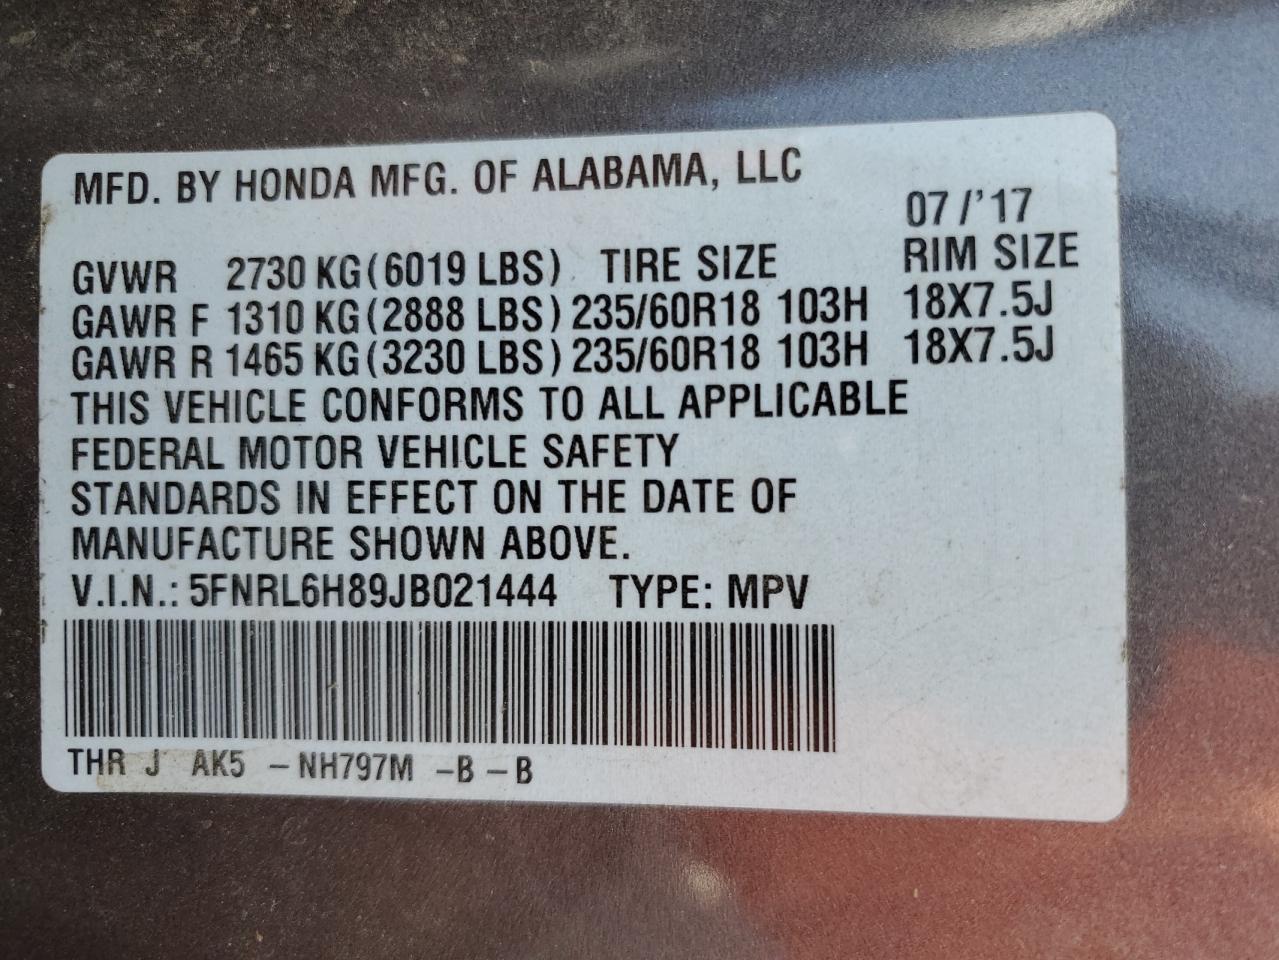 MFD. BY HONDA MFG. OF ALABAMA, LLC
07/'17
GVWR 2730 KG(6019 LBS) TIRE SIZE RIM SIZE
GAWR F 1310 KG(2888 LBS) 235/60R18 103H 18X7.5J
GAWR R 1465 KG(3230 LBS) 235/60R18 103H 18X7.5J
THIS VEHICLE CONFORMS TO ALL APPLICABLE
FEDERAL MOTOR VEHICLE SAFETY
STANDARDS IN EFFECT ON THE DATE OF
MANUFACTURE SHOWN ABOVE.
V.I.N.: 5FNRL6H89JB021444 TYPE: MPV
THR J AK5 -NH797M -B -B